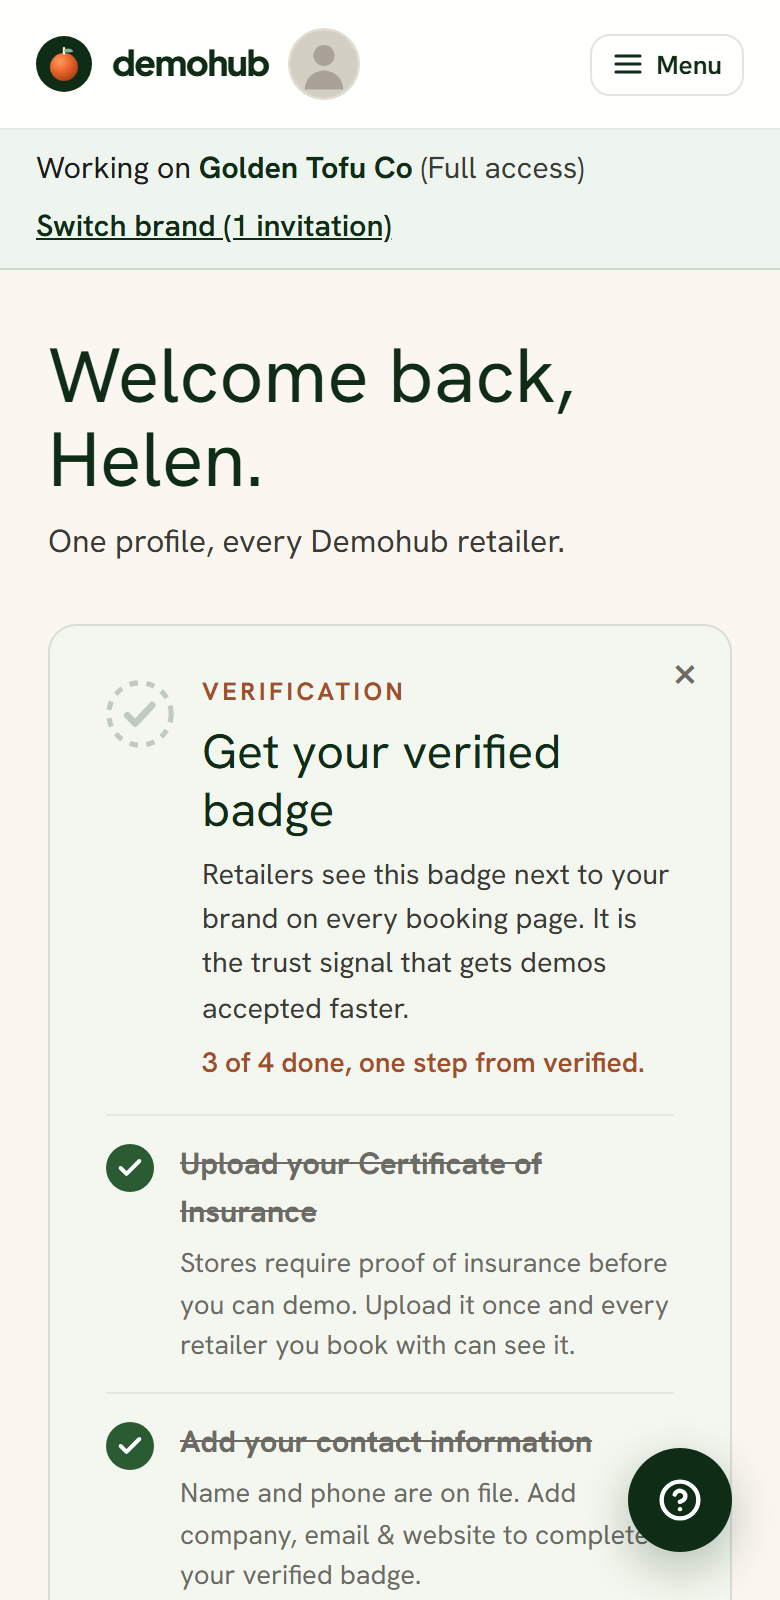 demohub
Menu
Working on Golden Tofu Co (Full access)
Switch brand (1 invitation)
Welcome back,
Helen.
One profile, every Demohub retailer.
VERIFICATION
Get your verified
badge
Retailers see this badge next to your
brand on every booking page. It is
the trust signal that gets demos
accepted faster.
3 of 4 done, one step from verified.
Upload your Certificate of
Insurance
Stores require proof of insurance before
you can demo. Upload it once and every
retailer you book with can see it.
Add your contact information
Name and phone are on file. Add
company, email & website to complete
your verified badge.